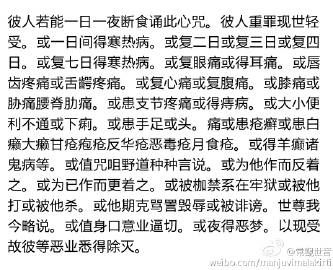 彼人若能一日一夜断食诵此心咒。彼人重罪现世轻
受。或一日间得寒热病。或复二日或复三日或复四
日。或复七日得寒热病。或复眼痛或得耳痛。或唇
齿疼痛或舌腭疼痛。或复心痛或复腹痛。或膝痛或
胁痛腰脊肋痛。或患支节疼痛或得痔病。或大小便
利不通或下痢。或患手足或头。痛或患疮癣或患白
癞大癞甘疮疱疮反华疮恶毒疮月食疮。或得羊癫诸
鬼病等。或值咒咀野道种种言说。或为他作而反着
之。或为已作而更着之。或被枷禁系在牢狱或被他
打或被他杀。或他期克骂詈毁辱或被诽谤。世尊我
今略说。或值身口意业逼切。或夜得恶梦。以现受
故彼等恶业悉得除灭。
@常觀世音
weibo.com/manjuvimalakirti